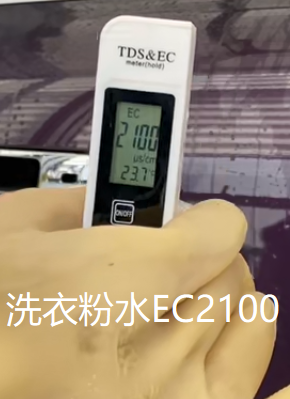 TDS&EC
meter(hold)
EC
2100
µs/cm
23.7°
ON/OFF
洗衣粉水EC2100